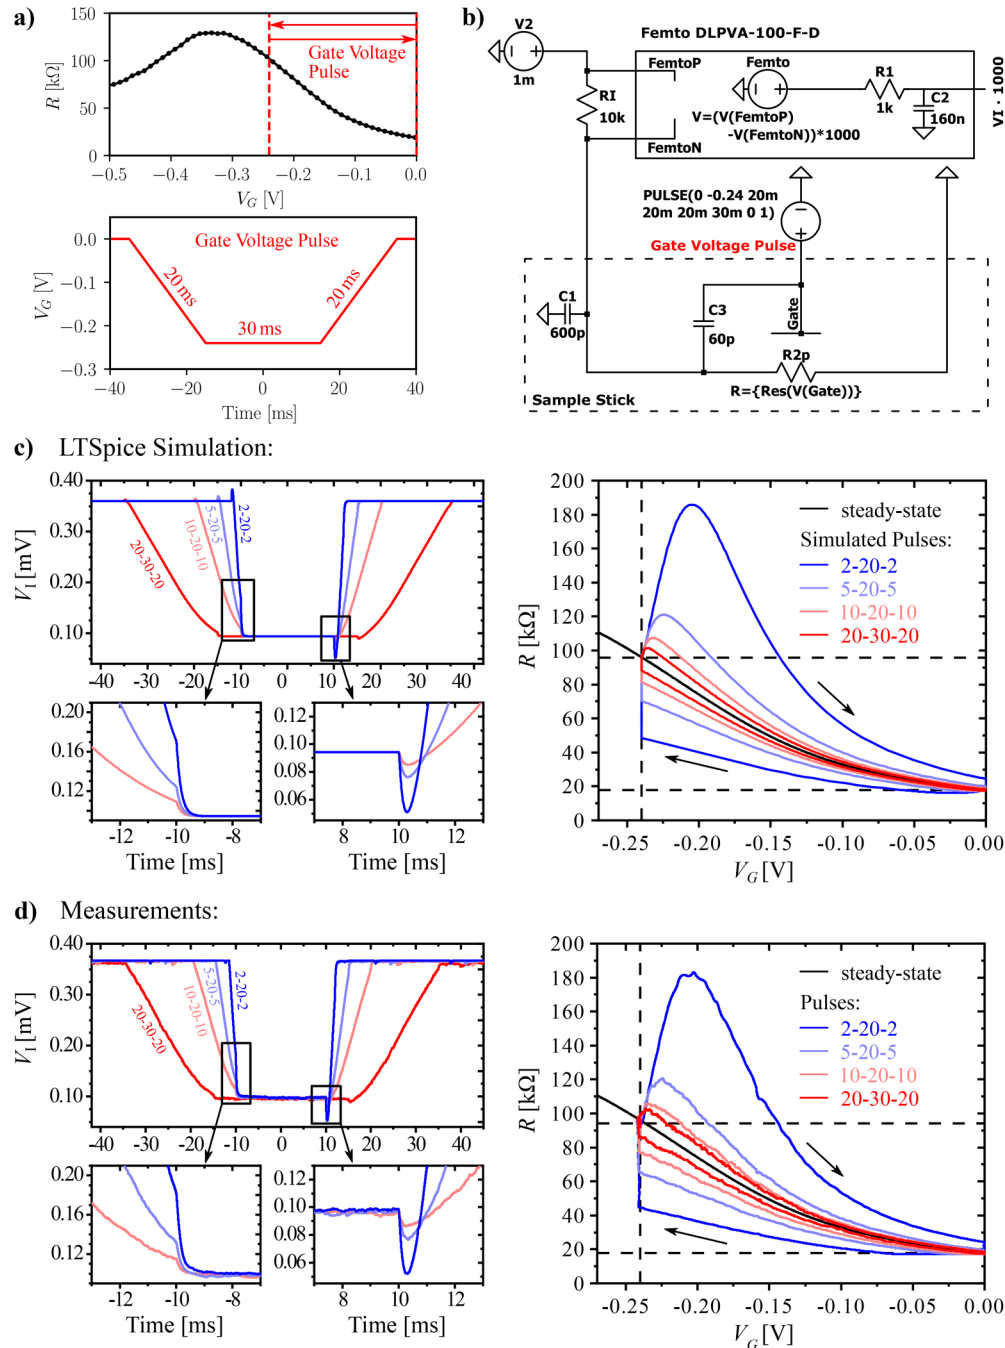 a)
150
100
50
0
R [kΩ]
Gate Voltage
Pulse
−0.5
−0.4
−0.3
−0.2
−0.1
0.0
V_G [V]
0.0
−0.1
−0.2
−0.3
V_G [V]
Gate Voltage Pulse
20 ms
30 ms
20 ms
−40
−20
0
20
40
Time [ms]
b)
V2
1m
Femto DLPVA-100-F-D
FemtoP
RI
10k
FemtoN
Femto
V=(V(FemtoP)
-V(FemtoN))*1000
R1
1k
C2
160n
VI · 1000
PULSE(0 -0.24 20m
20m 20m 30m 0 1)
Gate Voltage Pulse
C1
600p
C3
60p
Gate
R2p
R={Res(V(Gate))}
Sample Stick
c) LTSpice Simulation:
0.40
0.30
0.20
0.10
V_I [mV]
20-30-20
10-20-10
5-20-5
2-20-2
-40 -30 -20 -10 0 10 20 30 40
0.20
0.16
0.12
-12 -10 -8
Time [ms]
0.12
0.10
0.08
0.06
8 10 12
Time [ms]
200
180
160
140
120
100
80
60
40
20
0
R [kΩ]
steady-state
Simulated Pulses:
2-20-2
5-20-5
10-20-10
20-30-20
-0.25 -0.20 -0.15 -0.10 -0.05 0.00
V_G [V]
d) Measurements:
0.40
0.30
0.20
0.10
V_I [mV]
20-30-20
10-20-10
5-20-5
2-20-2
-40 -30 -20 -10 0 10 20 30 40
0.20
0.16
0.12
-12 -10 -8
Time [ms]
0.12
0.10
0.08
0.06
8 10 12
Time [ms]
200
180
160
140
120
100
80
60
40
20
0
R [kΩ]
steady-state
Pulses:
2-20-2
5-20-5
10-20-10
20-30-20
-0.25 -0.20 -0.15 -0.10 -0.05 0.00
V_G [V]